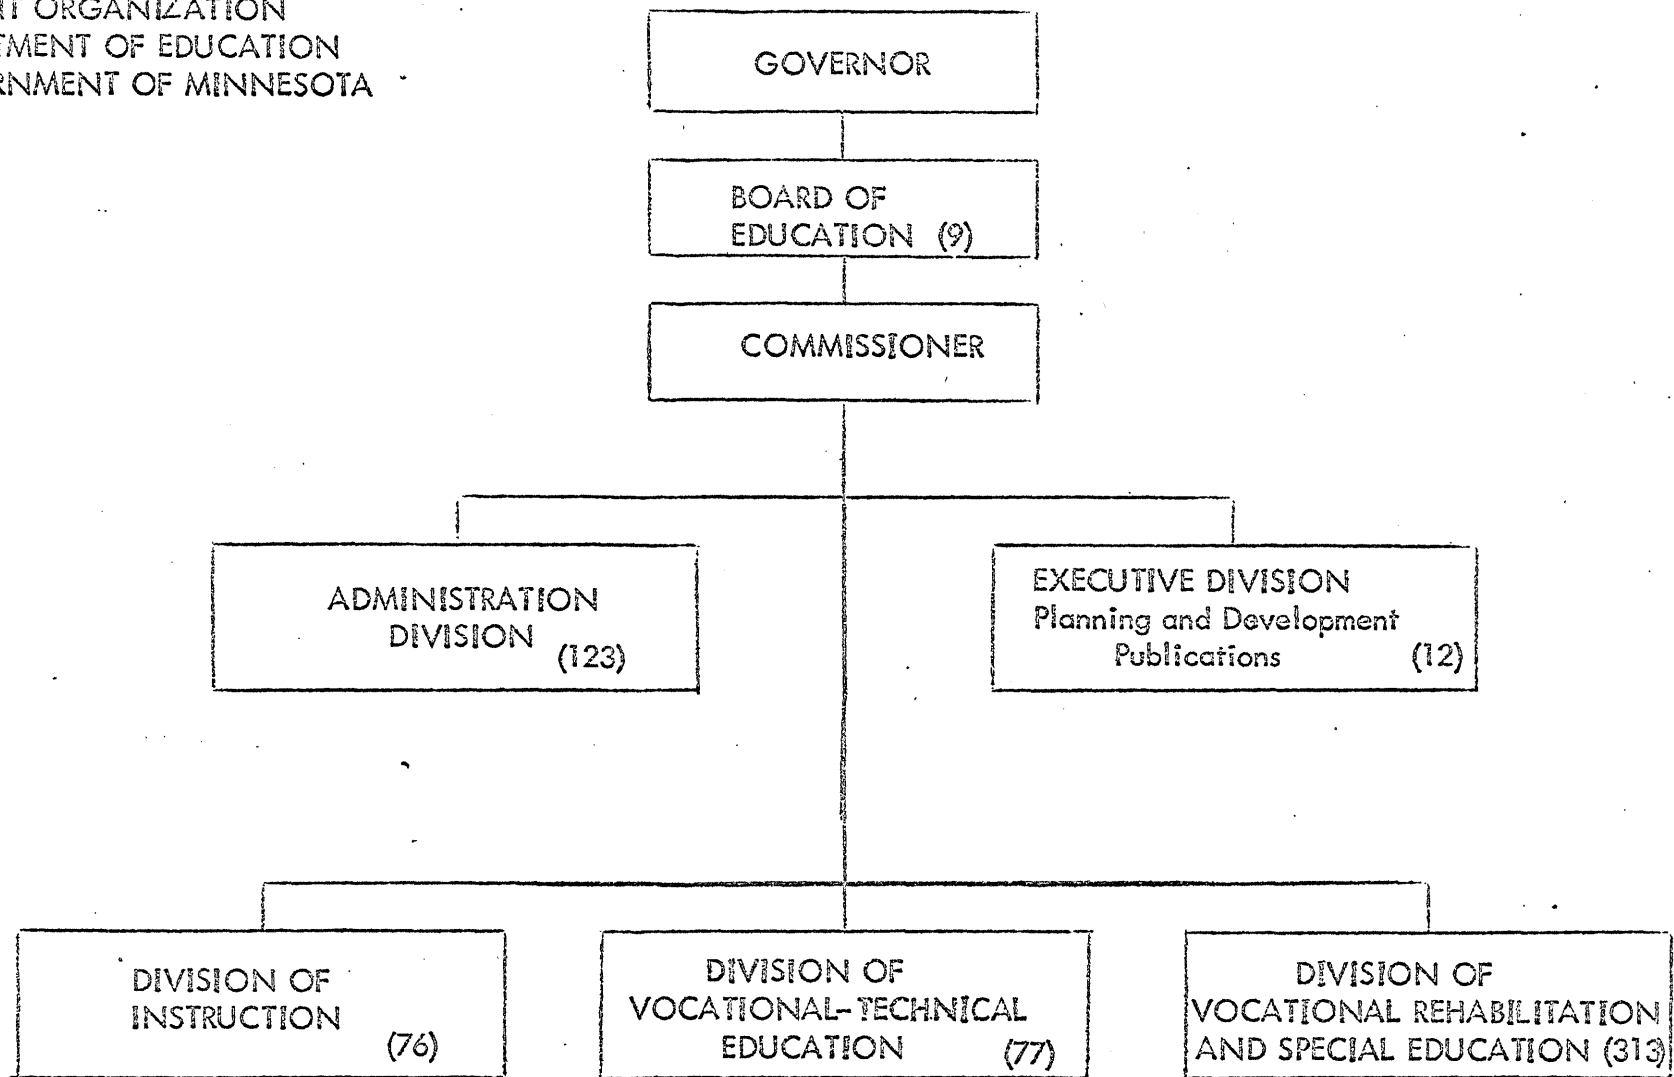 ORGANIZATION
OF EDUCATION
OF MINNESOTA
GOVERNOR
BOARD OF
EDUCATION (9)
COMMISSIONER
ADMINISTRATION
DIVISION
(123)
EXECUTIVE DIVISION
Planning and Development
Publications (12)
DIVISION OF
INSTRUCTION
(76)
DIVISION OF
VOCATIONAL-TECHNICAL
EDUCATION (77)
DIVISION OF
VOCATIONAL REHABILITATION
AND SPECIAL EDUCATION (313)